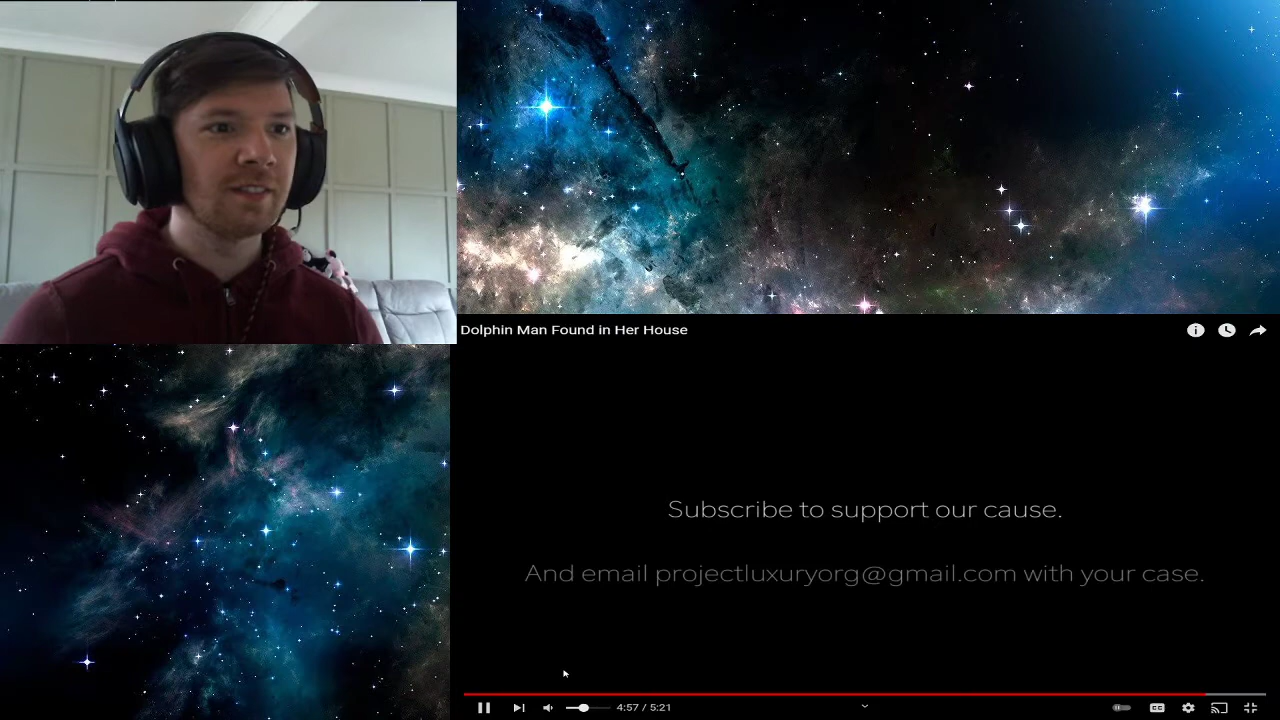 Dolphin Man Found in Her House
Subscribe to support our cause.
And email projectluxuryorg@gmail.com with your case.
4:57 / 5:21